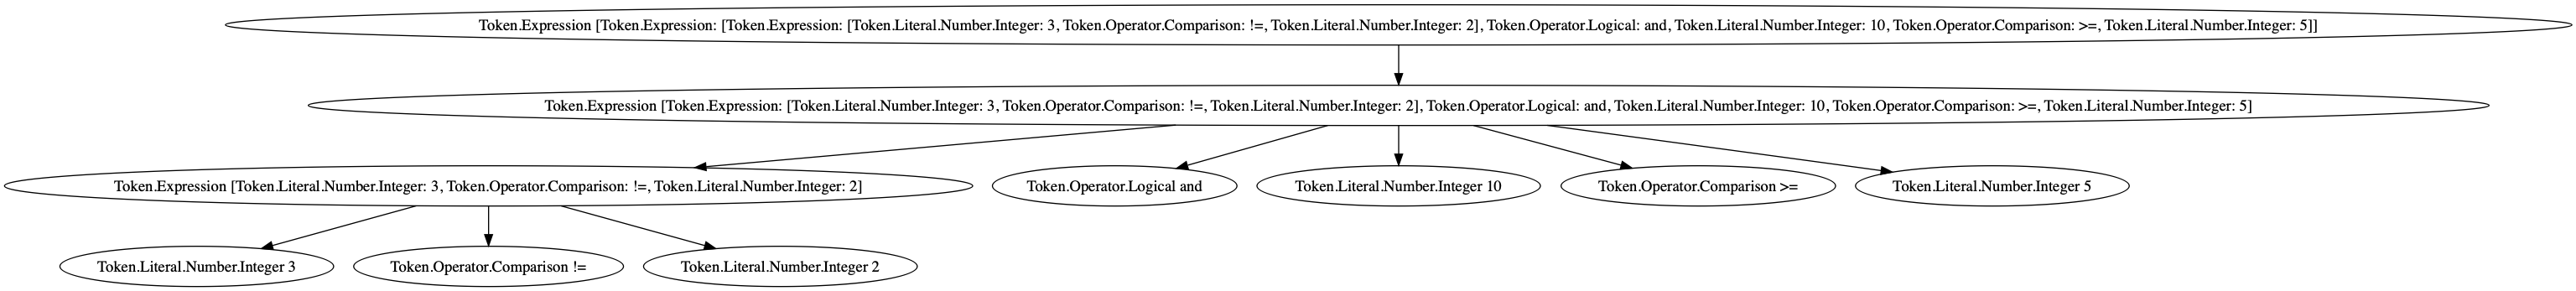 Token.Expression [Token.Expression: [Token.Expression: [Token.Literal.Number.Integer: 3, Token.Operator.Comparison: !=, Token.Literal.Number.Integer: 2], Token.Operator.Logical: and, Token.Literal.Number.Integer: 10, Token.Operator.Comparison: >=, Token.Literal.Number.Integer: 5]]
Token.Expression [Token.Expression: [Token.Literal.Number.Integer: 3, Token.Operator.Comparison: !=, Token.Literal.Number.Integer: 2], Token.Operator.Logical: and, Token.Literal.Number.Integer: 10, Token.Operator.Comparison: >=, Token.Literal.Number.Integer: 5]
Token.Expression [Token.Literal.Number.Integer: 3, Token.Operator.Comparison: !=, Token.Literal.Number.Integer: 2]
Token.Operator.Logical and
Token.Literal.Number.Integer 10
Token.Operator.Comparison >=
Token.Literal.Number.Integer 5
Token.Literal.Number.Integer 3
Token.Operator.Comparison !=
Token.Literal.Number.Integer 2